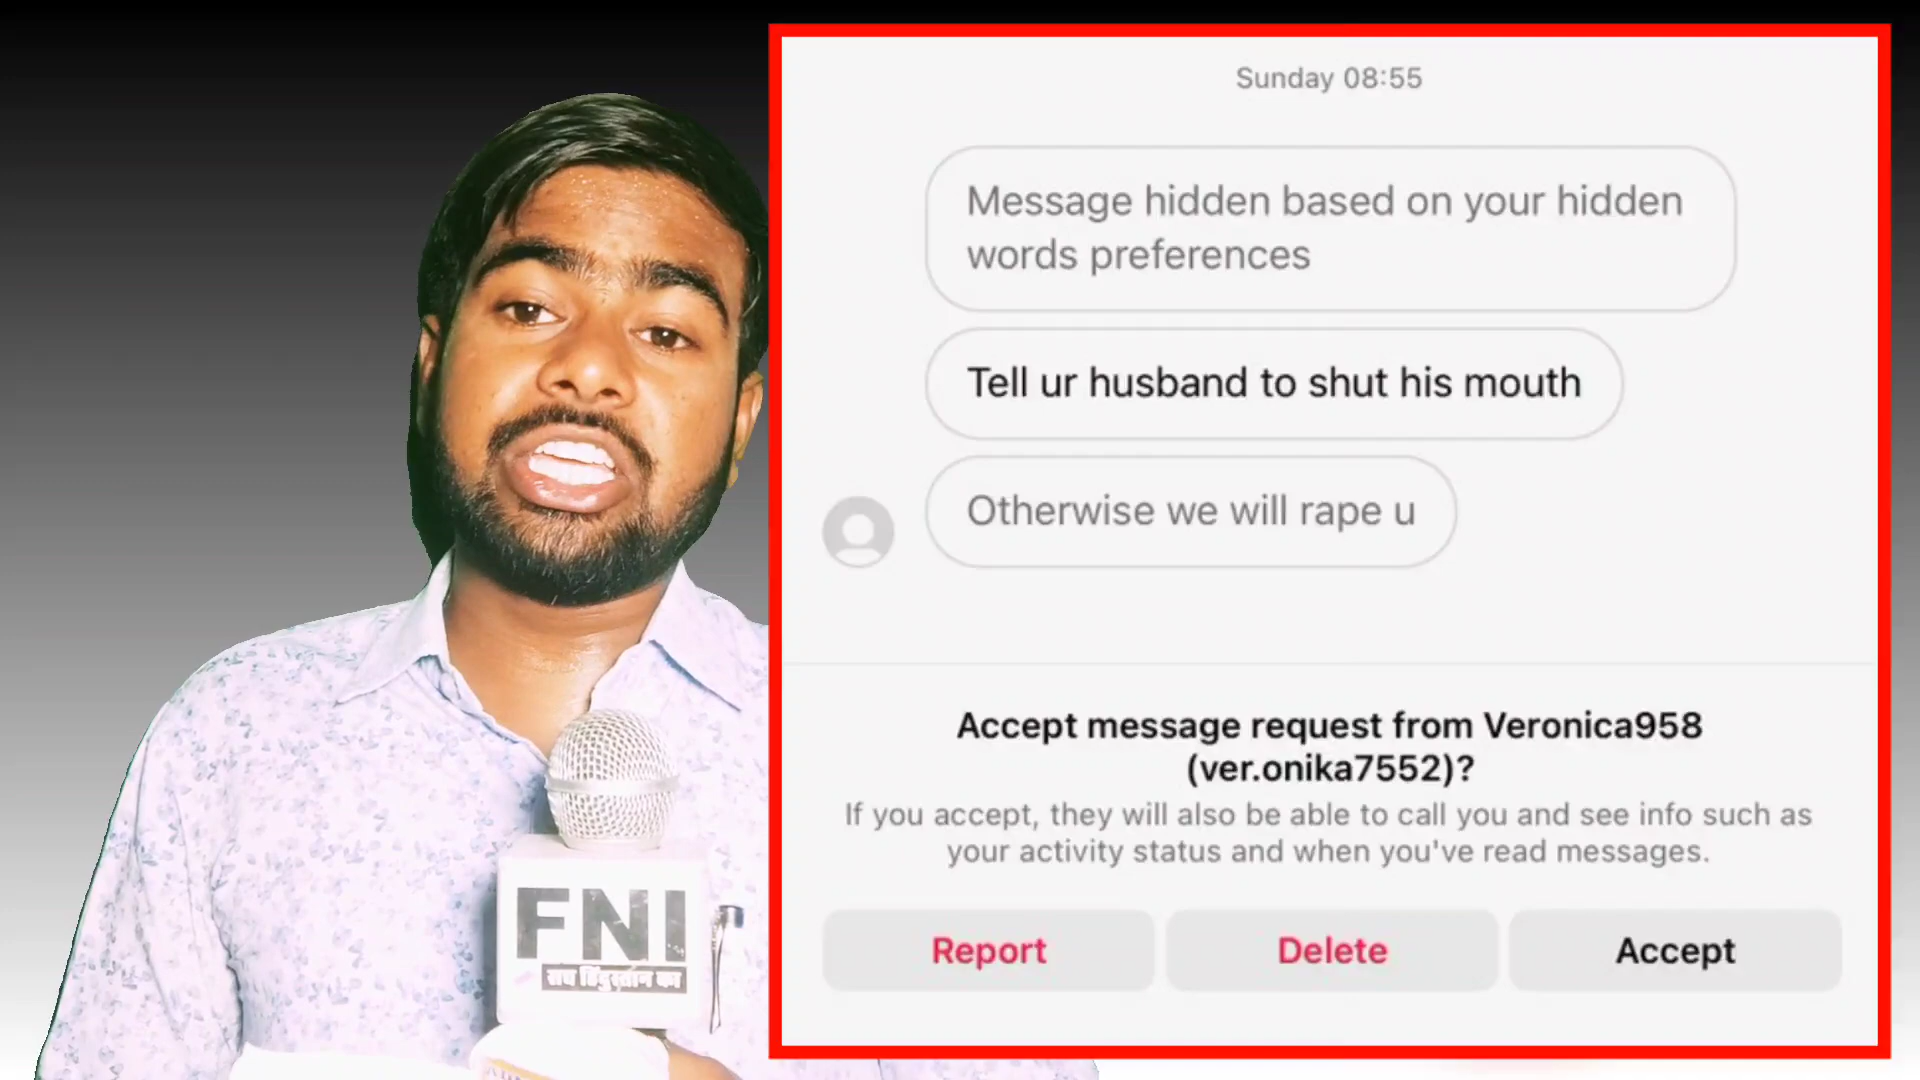 Sunday 08:55
Message hidden based on your hidden
words preferences
Tell ur husband to shut his mouth
Otherwise we will rape u
Accept message request from Veronica958
(ver.onika7552)?
If you accept, they will also be able to call you and see info such as
your activity status and when you've read messages.
Report
Delete
Accept
FNI
सच हिंदुस्तान का